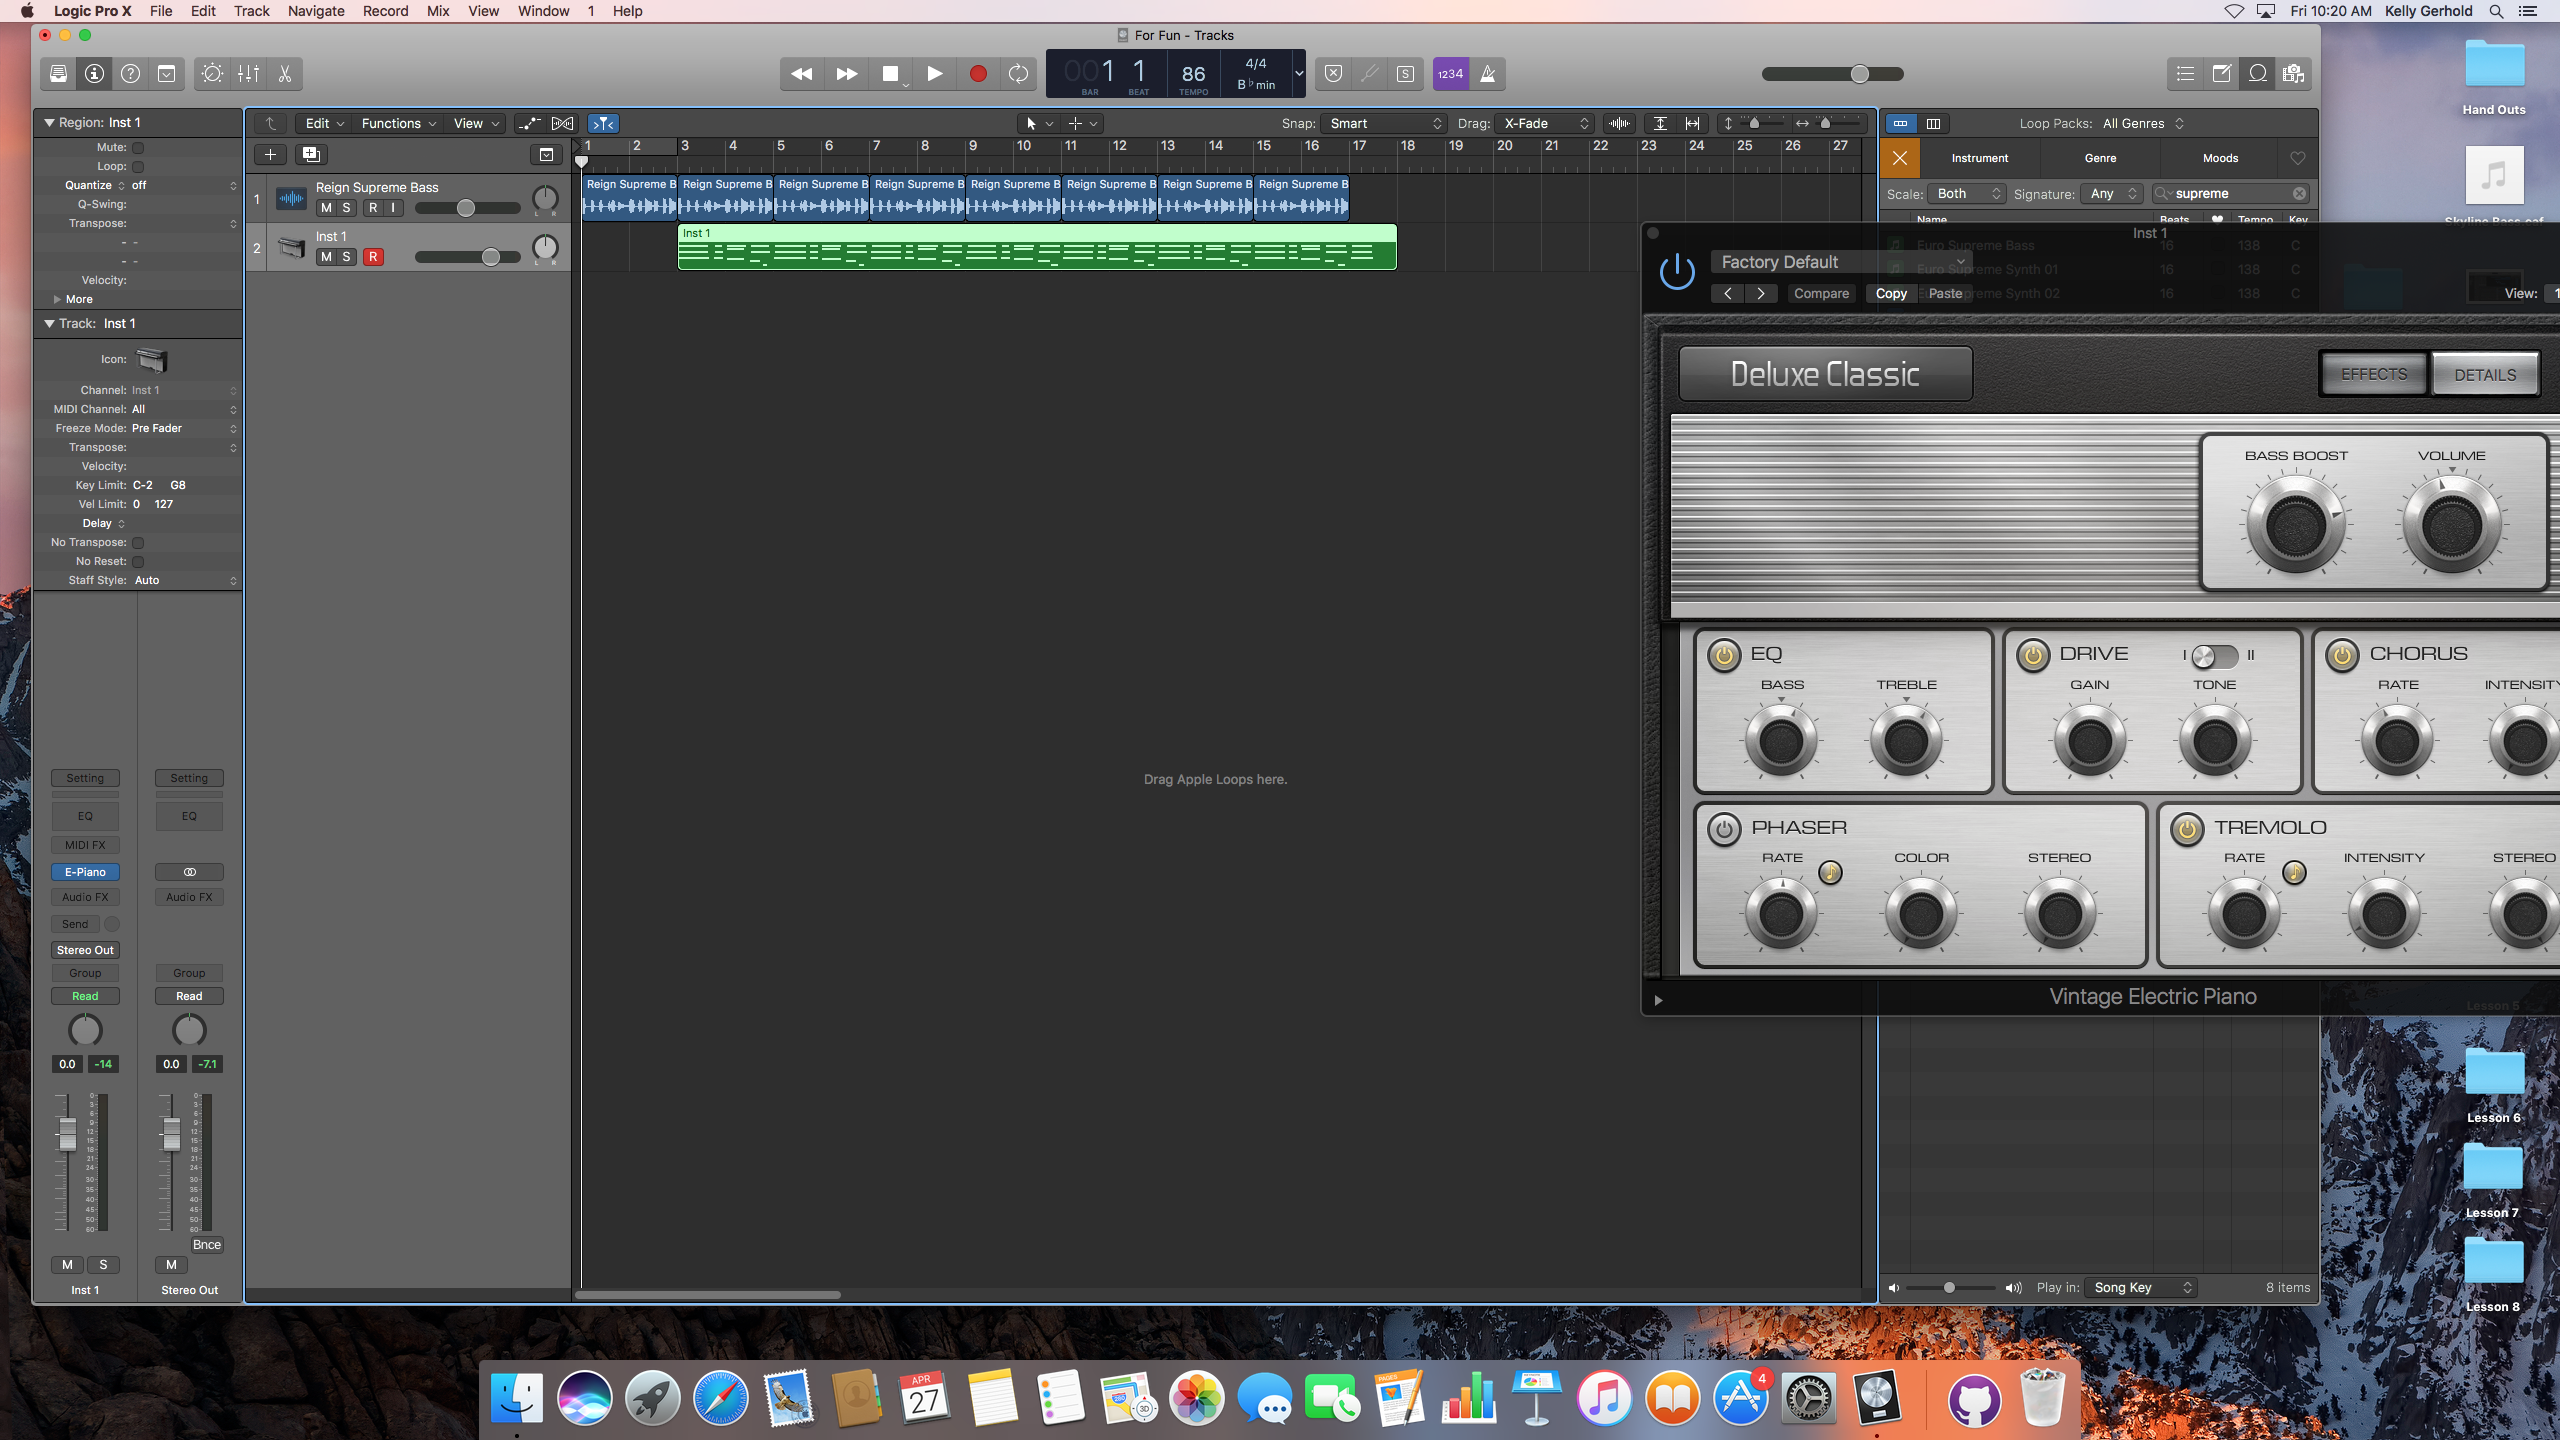 Logic Pro X File Edit Track Navigate Record Mix View Window 1 Help
Fri 10:20 AM Kelly Gerhold
For Fun - Tracks
001 1 86 4/4
B♭min
BAR BEAT TEMPO
S 1234
Region: Inst 1
Mute:
Loop:
Quantize off
Q-Swing:
Transpose:
Velocity:
More
Track: Inst 1
Icon:
Channel: Inst 1
MIDI Channel: All
Freeze Mode: Pre Fader
Transpose:
Velocity:
Key Limit: C-2 G8
Vel Limit: 0 127
Delay
No Transpose:
No Reset:
Staff Style: Auto
Setting Setting
EQ EQ
MIDI FX
E-Piano
Audio FX Audio FX
Send
Stereo Out
Group Group
Read Read
0.0 -14 0.0 -7.1
Bnce
M S M
Inst 1 Stereo Out
Edit Functions View
Snap: Smart Drag: X-Fade
1 2 3 4 5 6 7 8 9 10 11 12 13 14 15 16 17 18 19 20 21 22 23 24 25 26 27
1 Reign Supreme Bass
M S R I
L R
2 Inst 1
M S R
L R
Reign Supreme B Reign Supreme B Reign Supreme B Reign Supreme B Reign Supreme B Reign Supreme B Reign Supreme B Reign Supreme B
Inst 1
Drag Apple Loops here.
Loop Packs: All Genres
Instrument Genre Moods
Scale: Both Signature: Any supreme
Name Beats Tempo Key
Euro Supreme Bass 16 138 C
Euro Supreme Synth 01 16 138 C
Euro Supreme Synth 02 16 138 C
Inst 1
Factory Default
Compare Copy Paste
View:
Deluxe Classic
EFFECTS DETAILS
BASS BOOST VOLUME
EQ
BASS TREBLE
DRIVE I II
GAIN TONE
CHORUS
RATE INTENSITY
PHASER
RATE COLOR STEREO
TREMOLO
RATE INTENSITY STEREO
Vintage Electric Piano
Play in: Song Key 8 items
Hand Outs
Skyline Bass.caf
Lesson 5
Lesson 6
Lesson 7
Lesson 8
APR
27
PAGES
3D
4